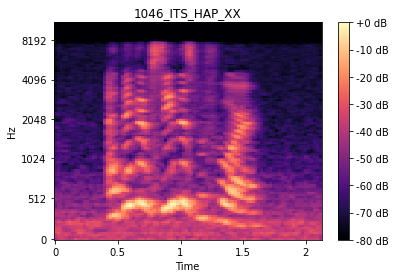 1046_ITS_HAP_XX
Hz
8192
4096
2048
1024
512
0
0
0.5
1
1.5
2
Time
+0 dB
-10 dB
-20 dB
-30 dB
-40 dB
-50 dB
-60 dB
-70 dB
-80 dB